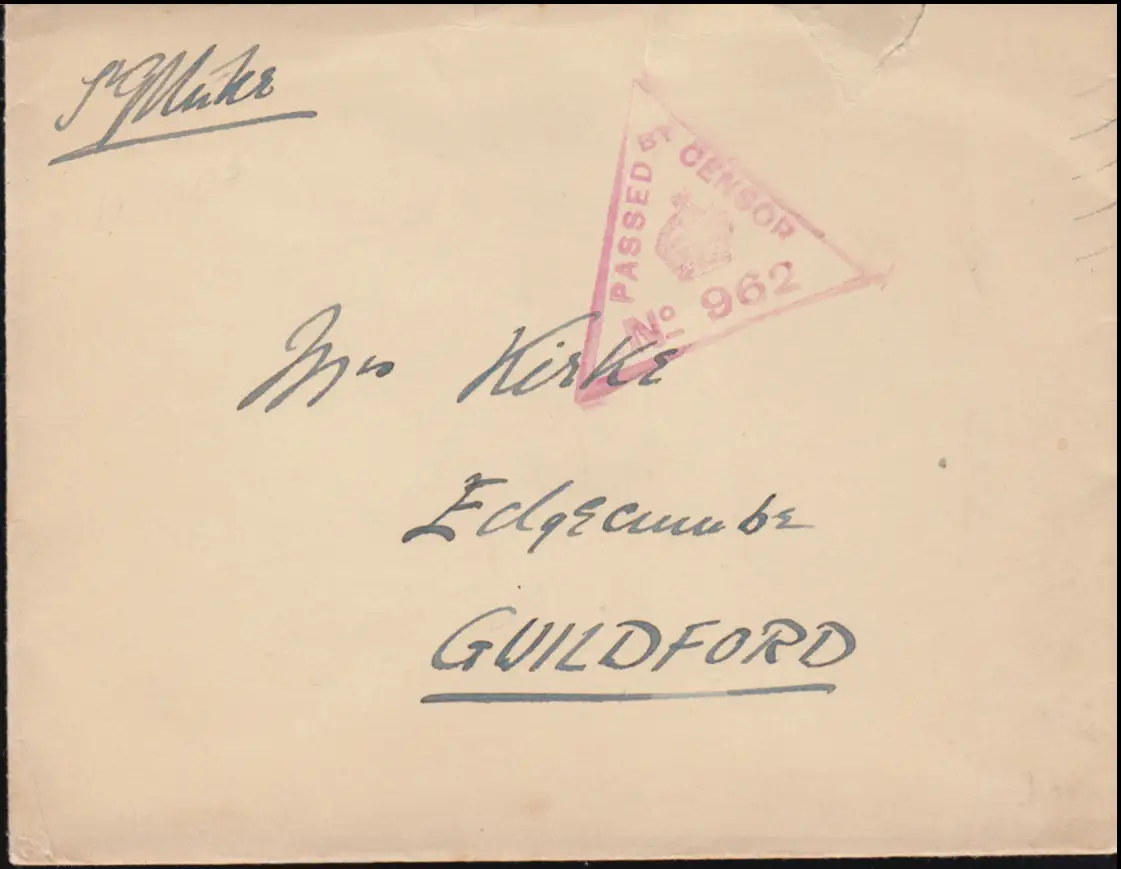 PASSED BY CENSOR
No 962
Mrs Kirke
Edgecumbe
GUILDFORD